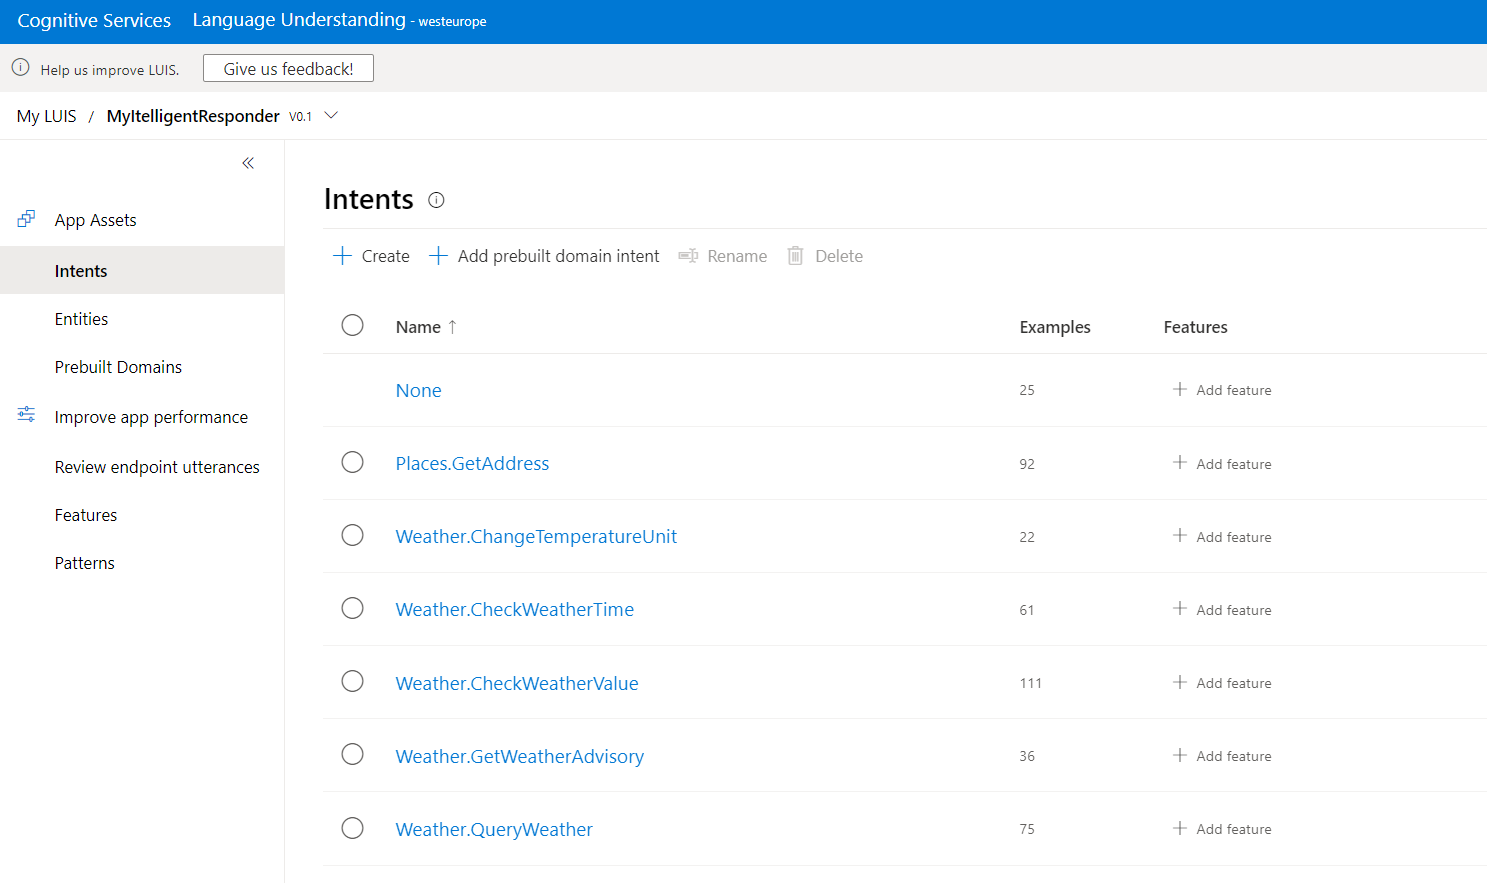 Cognitive Services Language Understanding - westeurope
Help us improve LUIS. Give us feedback!
My LUIS / MyItelligentResponder V0.1
App Assets
Intents
Entities
Prebuilt Domains
Improve app performance
Review endpoint utterances
Features
Patterns
Intents
Create Add prebuilt domain intent Rename Delete
Name ↑ Examples Features
None 25 + Add feature
Places.GetAddress 92 + Add feature
Weather.ChangeTemperatureUnit 22 + Add feature
Weather.CheckWeatherTime 61 + Add feature
Weather.CheckWeatherValue 111 + Add feature
Weather.GetWeatherAdvisory 36 + Add feature
Weather.QueryWeather 75 + Add feature